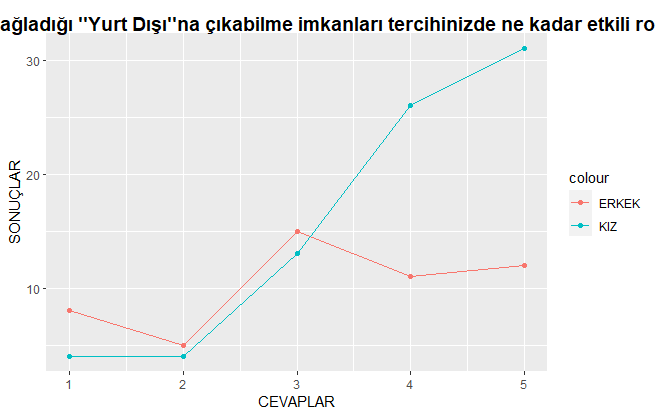 ağladığı "Yurt Dışı"na çıkabilme imkanları tercihinizde ne kadar etkili ro
SONUÇLAR
30
20
10
1 2 3 4 5
CEVAPLAR
colour
ERKEK
KIZ